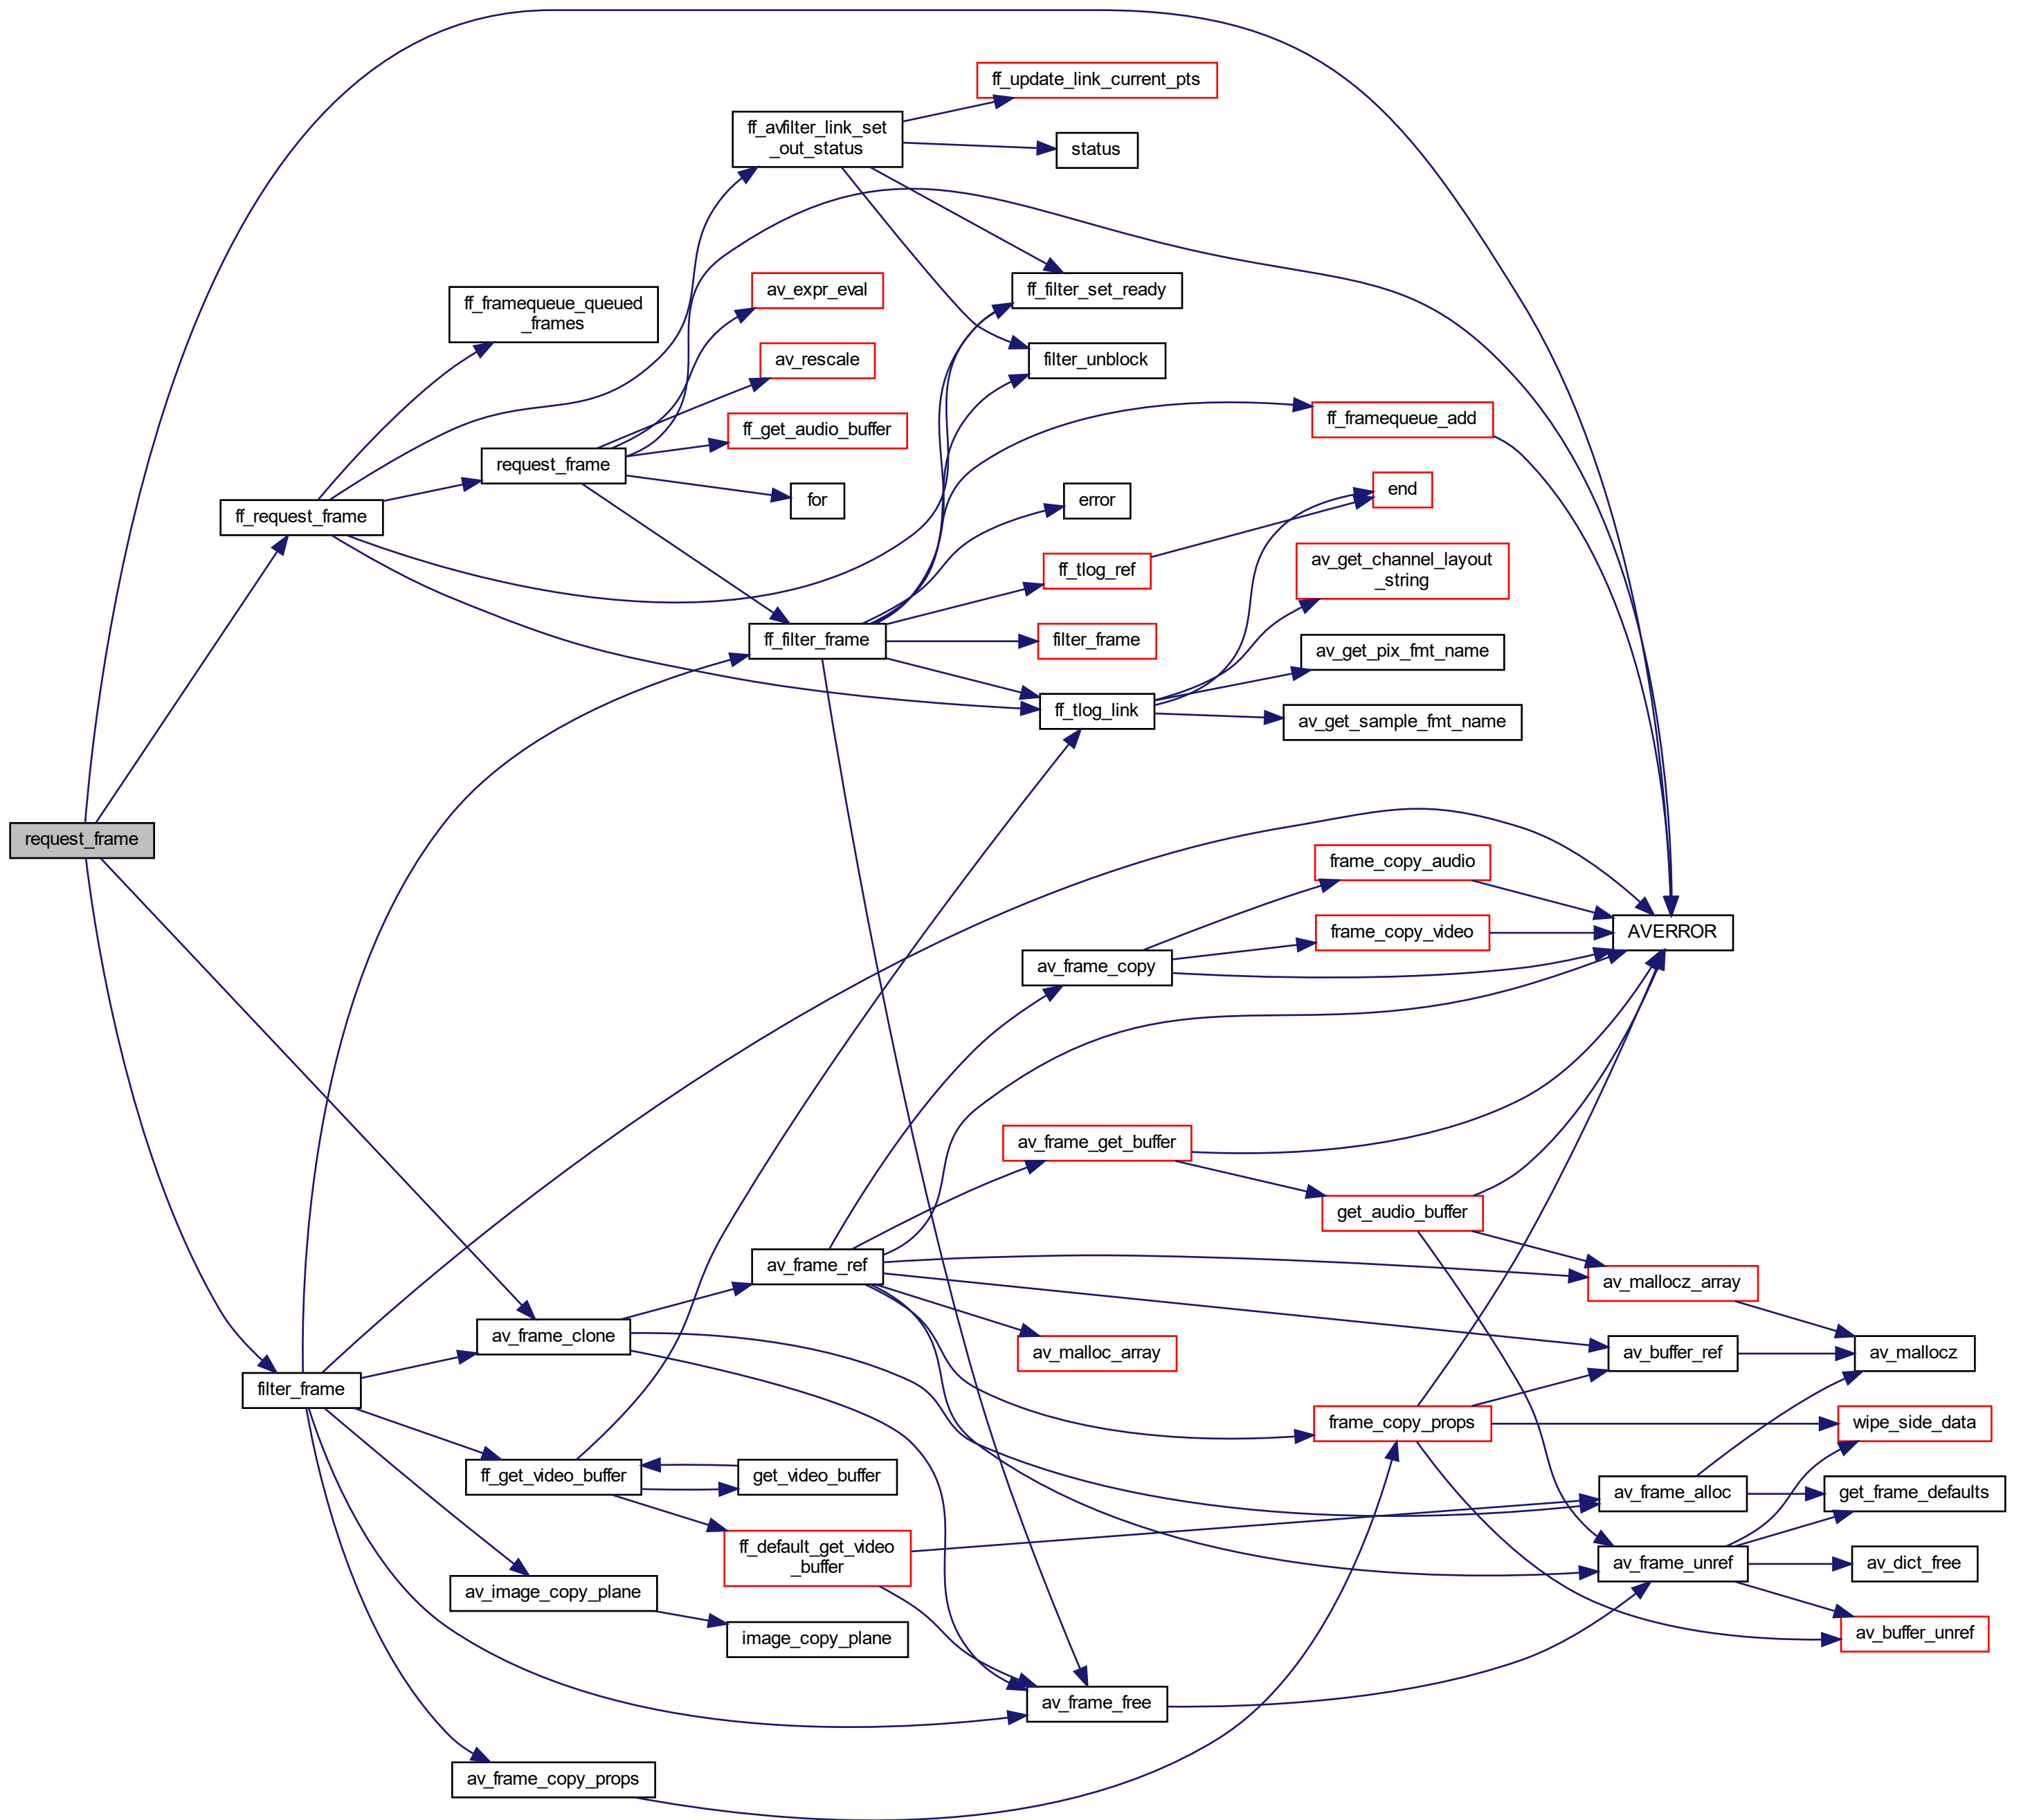 ff_update_link_current_pts
ff_avfilter_link_set
_out_status
status
ff_filter_set_ready
av_expr_eval
ff_framequeue_queued
_frames
av_rescale
filter_unblock
ff_get_audio_buffer
ff_framequeue_add
request_frame
for
error
end
ff_request_frame
ff_tlog_ref
av_get_channel_layout
_string
ff_filter_frame
filter_frame
av_get_pix_fmt_name
ff_tlog_link
av_get_sample_fmt_name
request_frame
frame_copy_audio
frame_copy_video
AVERROR
av_frame_copy
av_frame_get_buffer
get_audio_buffer
av_frame_ref
av_mallocz_array
av_frame_clone
av_malloc_array
av_buffer_ref
av_mallocz
filter_frame
frame_copy_props
wipe_side_data
ff_get_video_buffer
get_video_buffer
av_frame_alloc
get_frame_defaults
ff_default_get_video
_buffer
av_frame_unref
av_dict_free
av_image_copy_plane
image_copy_plane
av_buffer_unref
av_frame_free
av_frame_copy_props